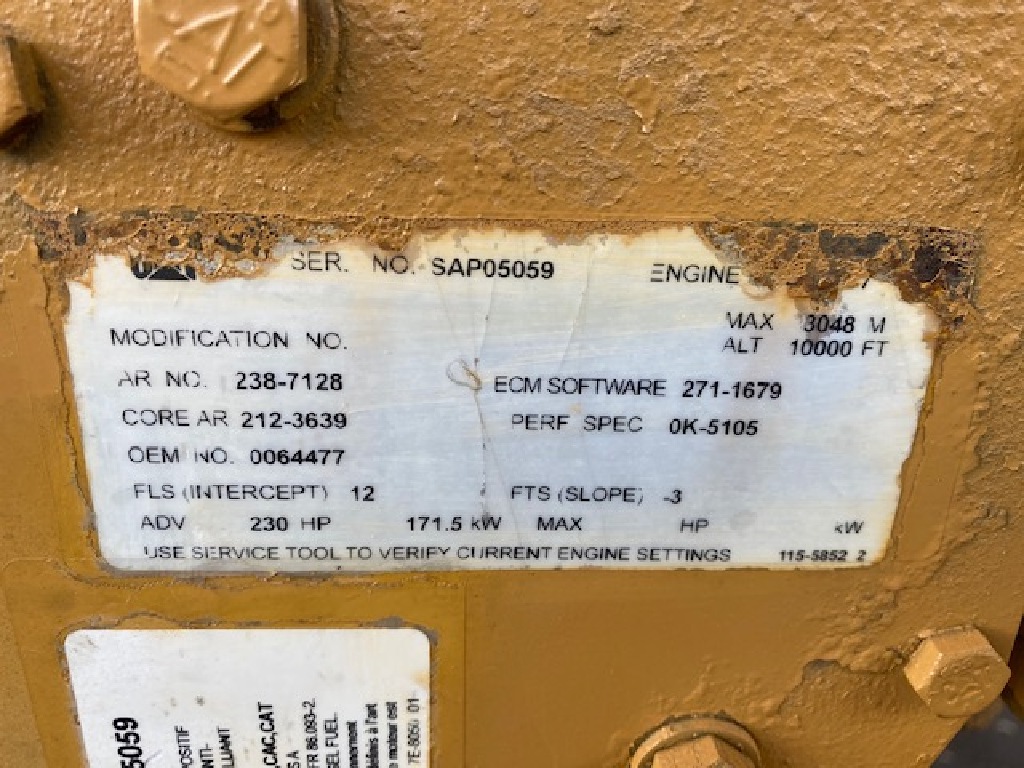 SER. NO. SAP05059 ENGINE
MAX 3048 M
MODIFICATION NO.
ALT 10000 FT
AR NO. 238-7128 ECM SOFTWARE 271-1679
CORE AR 212-3639 PERF SPEC 0K-5105
OEM NO. 0064477
FLS (INTERCEPT) 12 FTS (SLOPE) -3
ADV 230 HP 171.5 kW MAX HP kW
USE SERVICE TOOL TO VERIFY CURRENT ENGINE SETTINGS 115-5852 2
5059